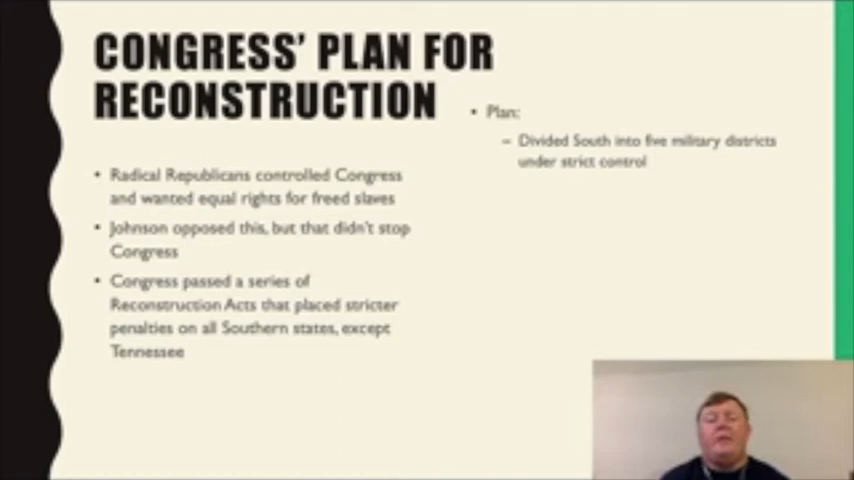 CONGRESS' PLAN FOR
RECONSTRUCTION
• Radical Republicans controlled Congress
and wanted equal rights for freed slaves
• Johnson opposed this, but that didn't stop
Congress
• Congress passed a series of
Reconstruction Acts that placed stricter
penalties on all Southern states, except
Tennessee
• Plan:
– Divided South into five military districts
under strict control